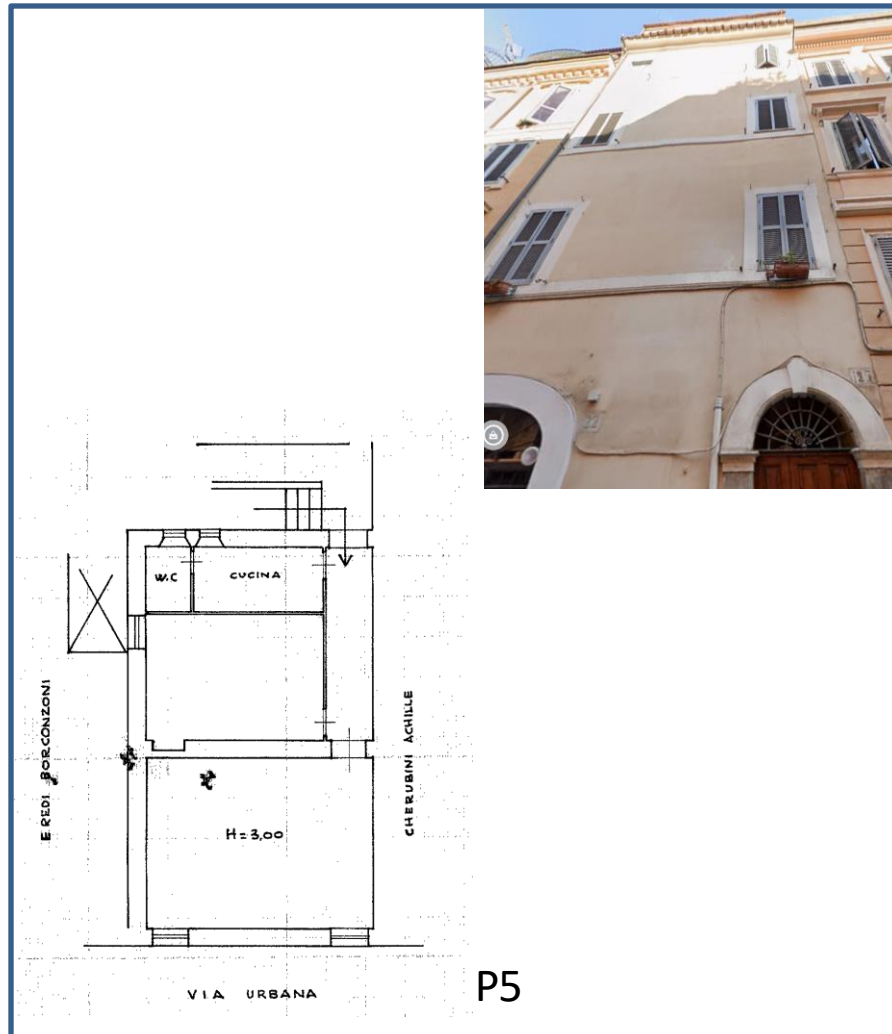 W.C
CUCINA
EREDI BORCONZONI
CHERUBINI ACHILLE
H = 3,00
VIA URBANA
P5